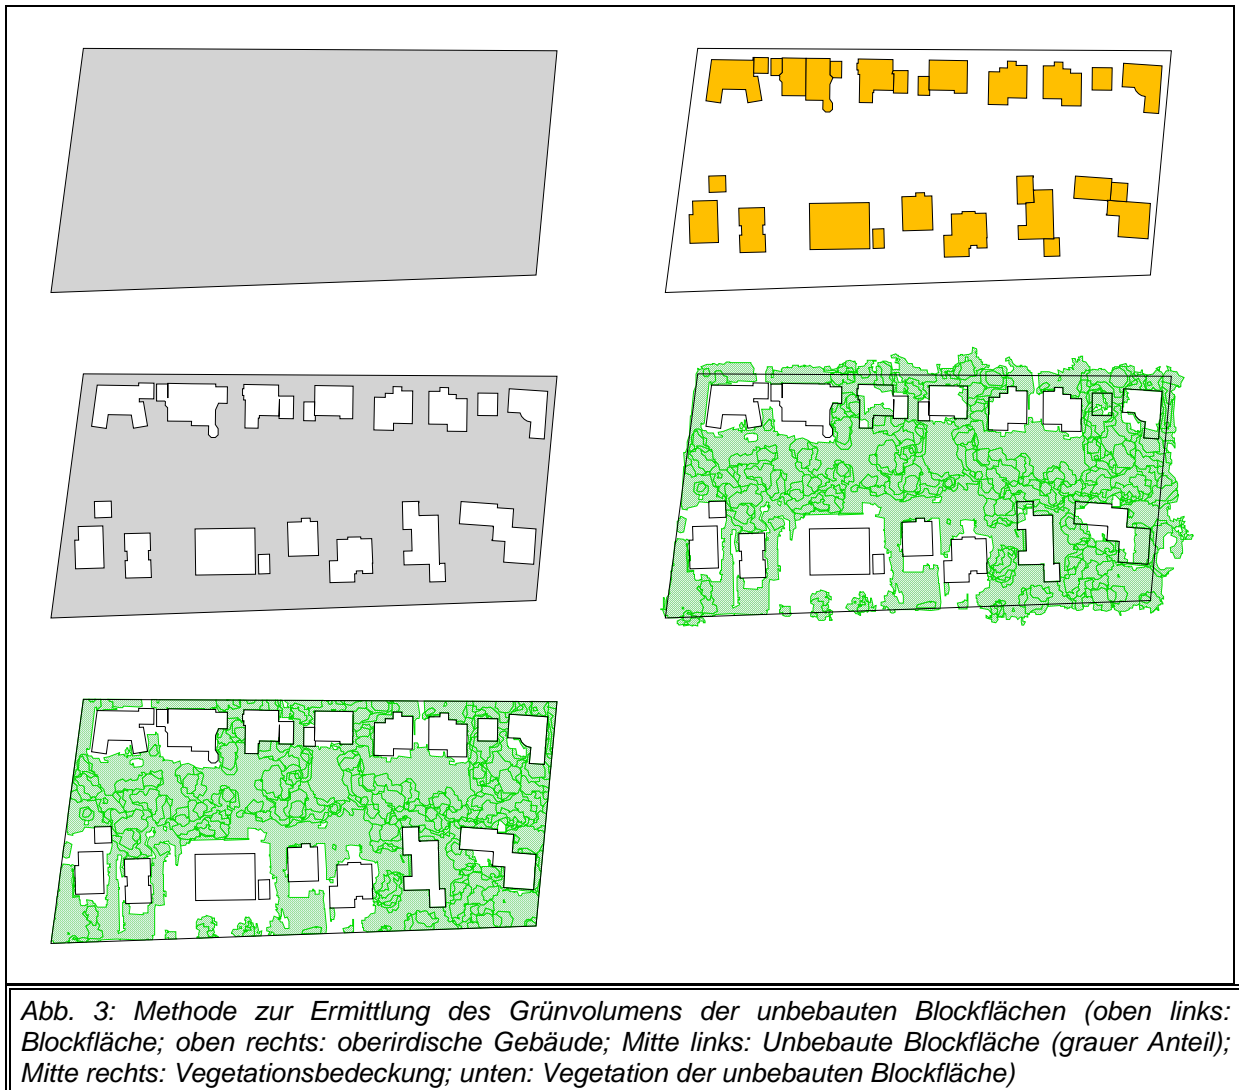 Abb. 3: Methode zur Ermittlung des Grünvolumens der unbebauten Blockflächen (oben links:
Blockfläche; oben rechts: oberirdische Gebäude; Mitte links: Unbebaute Blockfläche (grauer Anteil);
Mitte rechts: Vegetationsbedeckung; unten: Vegetation der unbebauten Blockfläche)